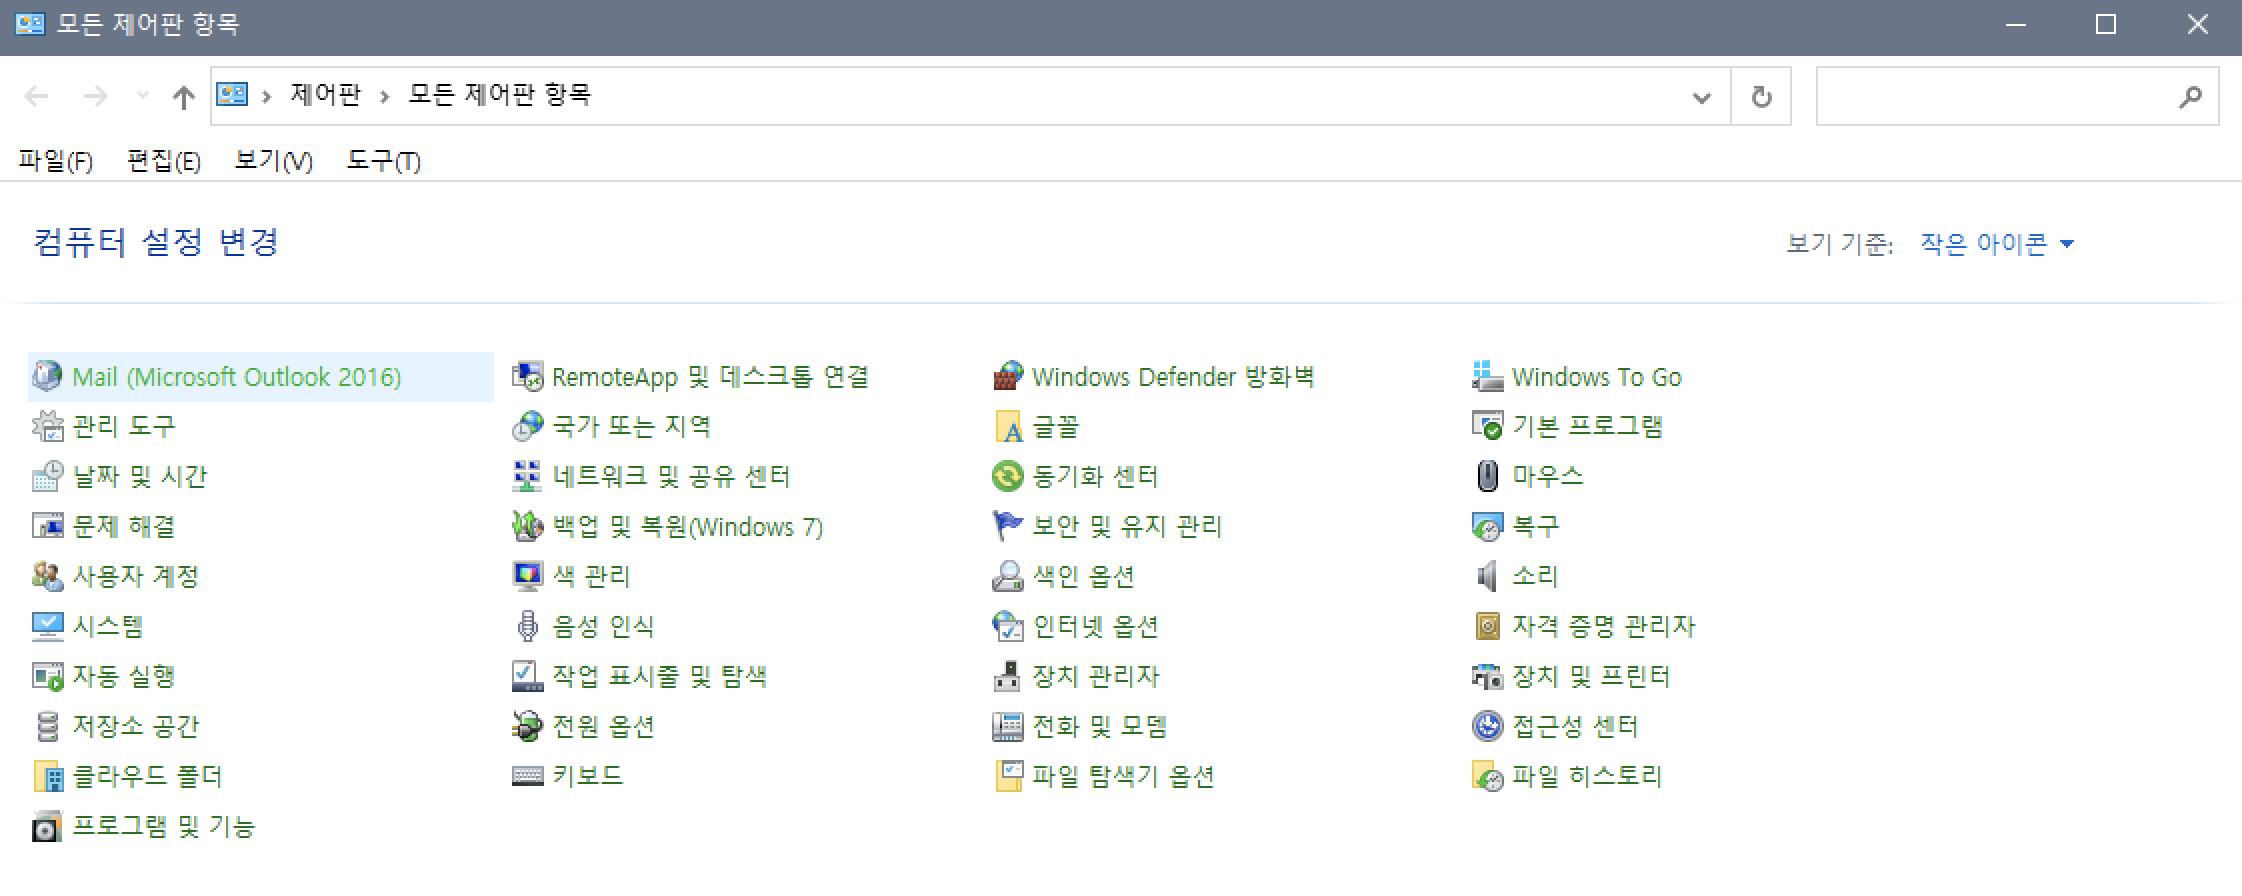 모든 제어판 항목
제어판 › 모든 제어판 항목
파일(F) 편집(E) 보기(V) 도구(T)
컴퓨터 설정 변경 보기 기준: 작은 아이콘
Mail (Microsoft Outlook 2016) RemoteApp 및 데스크톱 연결 Windows Defender 방화벽 Windows To Go
관리 도구 국가 또는 지역 글꼴 기본 프로그램
날짜 및 시간 네트워크 및 공유 센터 동기화 센터 마우스
문제 해결 백업 및 복원(Windows 7) 보안 및 유지 관리 복구
사용자 계정 색 관리 색인 옵션 소리
시스템 음성 인식 인터넷 옵션 자격 증명 관리자
자동 실행 작업 표시줄 및 탐색 장치 관리자 장치 및 프린터
저장소 공간 전원 옵션 전화 및 모뎀 접근성 센터
클라우드 폴더 키보드 파일 탐색기 옵션 파일 히스토리
프로그램 및 기능